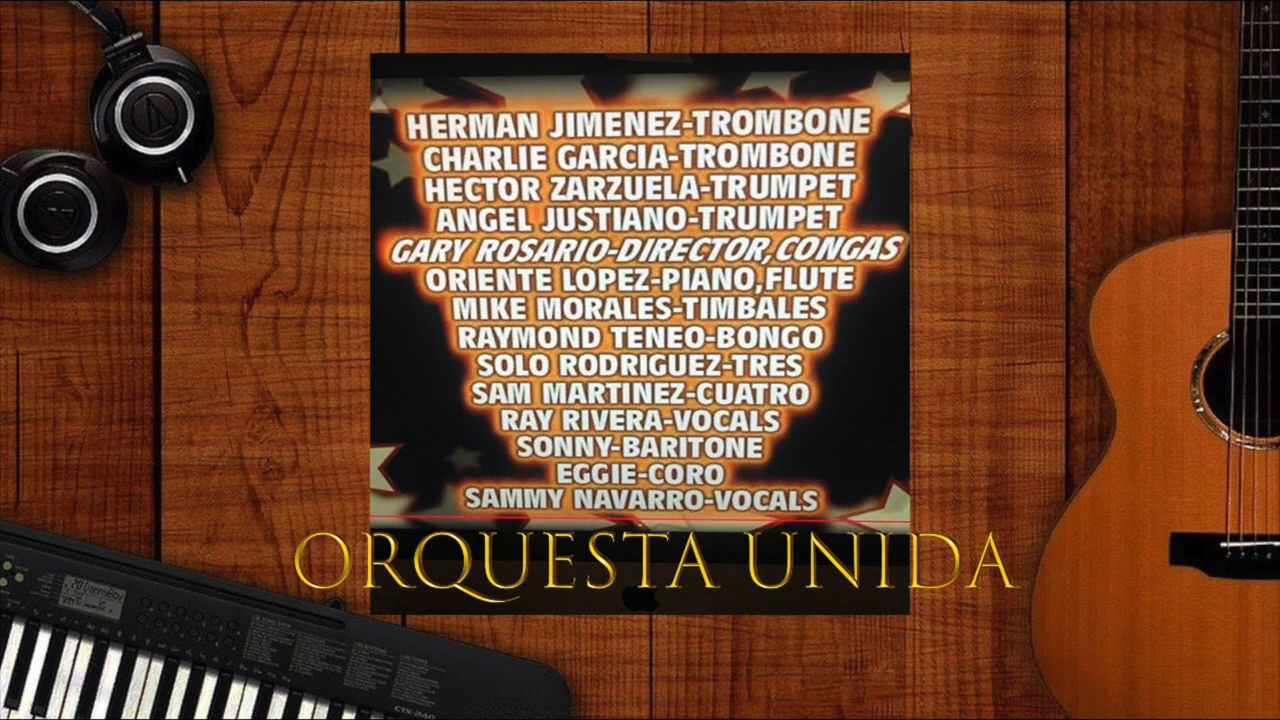 HERMAN JIMENEZ-TROMBONE
CHARLIE GARCIA-TROMBONE
HECTOR ZARZUELA-TRUMPET
ANGEL JUSTIANO-TRUMPET
GARY ROSARIO-DIRECTOR,CONGAS
ORIENTE LOPEZ-PIANO,FLUTE
MIKE MORALES-TIMBALES
RAYMOND TENEO-BONGO
SOLO RODRIGUEZ-TRES
SAM MARTINEZ-CUATRO
RAY RIVERA-VOCALS
SONNY-BARITONE
EGGIE-CORO
SAMMY NAVARRO-VOCALS
ORQUESTA UNIDA
CTK-240